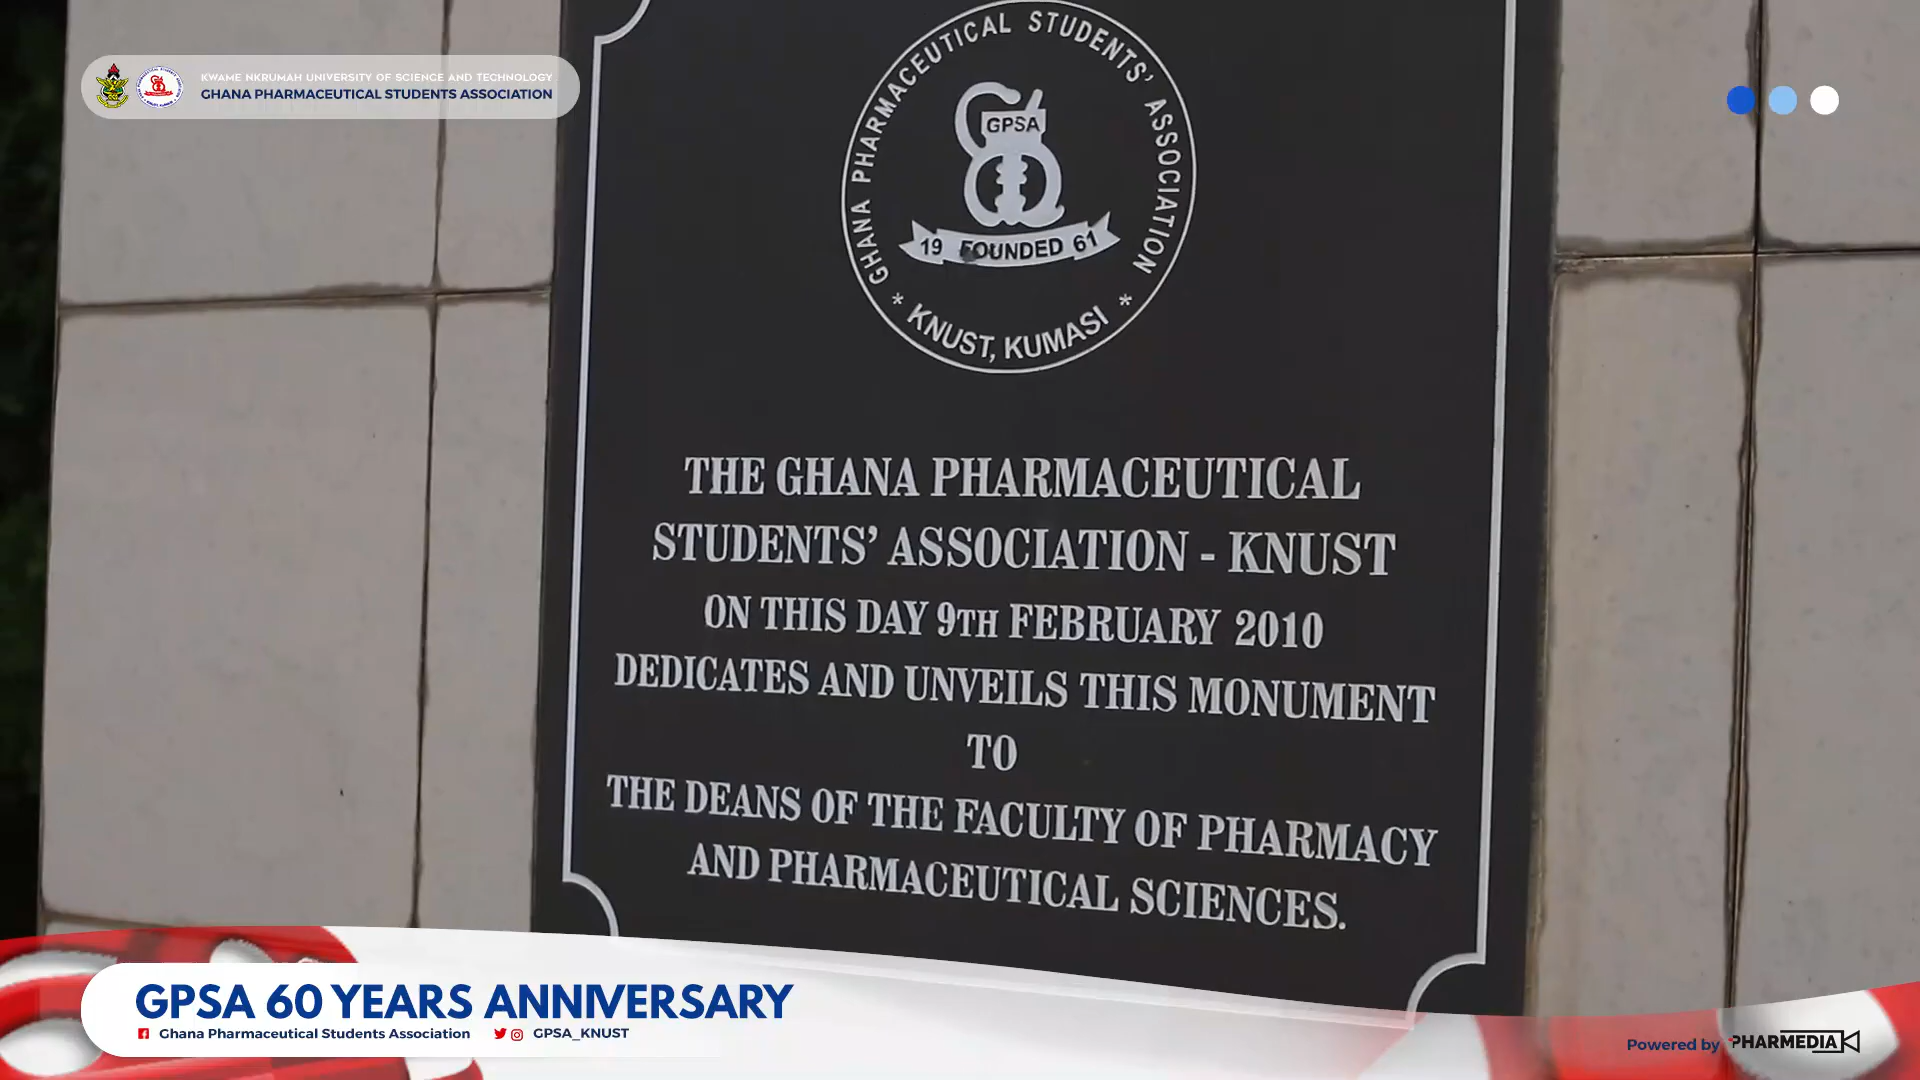 KWAME NKRUMAH UNIVERSITY OF SCIENCE AND TECHNOLOGY
GHANA PHARMACEUTICAL STUDENTS ASSOCIATION
GHANA PHARMACEUTICAL STUDENTS' ASSOCIATION
GPSA
19 FOUNDED 61
* KNUST, KUMASI *
THE GHANA PHARMACEUTICAL
STUDENTS' ASSOCIATION - KNUST
ON THIS DAY 9TH FEBRUARY 2010
DEDICATES AND UNVEILS THIS MONUMENT
TO
THE DEANS OF THE FACULTY OF PHARMACY
AND PHARMACEUTICAL SCIENCES.
GPSA 60 YEARS ANNIVERSARY
Ghana Pharmaceutical Students Association GPSA_KNUST
Powered by PHARMEDIA